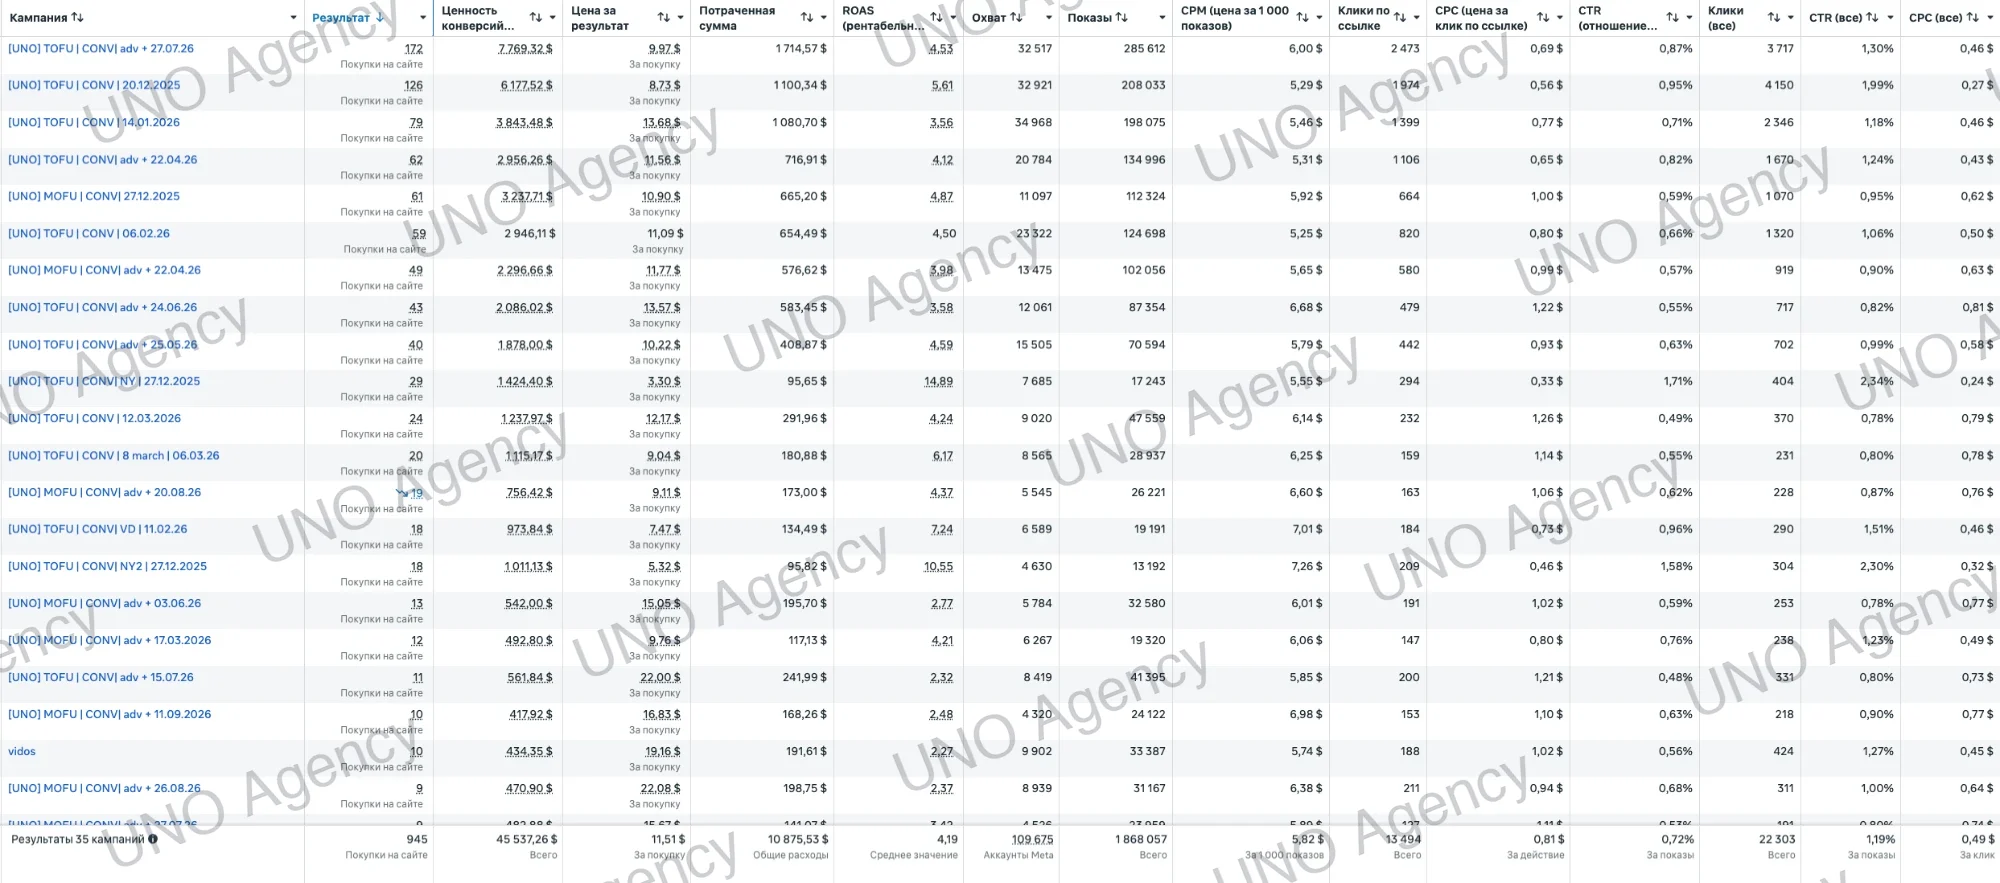 Кампания Результат Ценность конверсий... Цена за результат Потраченная сумма ROAS (рентабельн... Охват Показы CPM (цена за 1 000 показов) Клики по ссылке CPC (цена за клик по ссылке) CTR (отношение... Клики (все) CTR (все) CPC (все)
[UNO] TOFU | CONV| adv + 27.07.26 172 7 769,32 $ 9,97 $ 1 714,57 $ 4,53 32 517 285 612 6,00 $ 2 473 0,69 $ 0,87% 3 717 1,30% 0,46 $
Покупки на сайте За покупку
[UNO] TOFU | CONV | 20.12.2025 126 6 177,52 $ 8,73 $ 1 100,34 $ 5,61 32 921 208 033 5,29 $ 1 974 0,56 $ 0,95% 4 150 1,99% 0,27 $
Покупки на сайте За покупку
[UNO] TOFU | CONV | 14.01.2026 79 3 843,48 $ 13,68 $ 1 080,70 $ 3,56 34 968 198 075 5,46 $ 1 399 0,77 $ 0,71% 2 346 1,18% 0,46 $
Покупки на сайте За покупку
[UNO] TOFU | CONV| adv + 22.04.26 62 2 956,26 $ 11,56 $ 716,91 $ 4,12 20 784 134 996 5,31 $ 1 106 0,65 $ 0,82% 1 670 1,24% 0,43 $
Покупки на сайте За покупку
[UNO] MOFU | CONV | 27.12.2025 61 3 237,71 $ 10,90 $ 665,20 $ 4,87 11 097 112 324 5,92 $ 664 1,00 $ 0,59% 1 070 0,95% 0,62 $
Покупки на сайте За покупку
[UNO] TOFU | CONV | 06.02.26 59 2 946,11 $ 11,09 $ 654,49 $ 4,50 23 322 124 698 5,25 $ 820 0,80 $ 0,66% 1 320 1,06% 0,50 $
Покупки на сайте За покупку
[UNO] MOFU | CONV| adv + 22.04.26 49 2 296,66 $ 11,77 $ 576,62 $ 3,98 13 475 102 056 5,65 $ 580 0,99 $ 0,57% 919 0,90% 0,63 $
Покупки на сайте За покупку
[UNO] TOFU | CONV| adv + 24.06.26 43 2 086,02 $ 13,57 $ 583,45 $ 3,58 12 061 87 354 6,68 $ 479 1,22 $ 0,55% 717 0,82% 0,81 $
Покупки на сайте За покупку
[UNO] TOFU | CONV| adv + 25.05.26 40 1 878,00 $ 10,22 $ 408,87 $ 4,59 15 505 70 594 5,79 $ 442 0,93 $ 0,63% 702 0,99% 0,58 $
Покупки на сайте За покупку
[UNO] TOFU | CONV| NY | 27.12.2025 29 1 424,40 $ 3,30 $ 95,65 $ 14,89 7 685 17 243 5,55 $ 294 0,33 $ 1,71% 404 2,34% 0,24 $
Покупки на сайте За покупку
[UNO] TOFU | CONV | 12.03.2026 24 1 237,97 $ 12,17 $ 291,96 $ 4,24 9 020 47 559 6,14 $ 232 1,26 $ 0,49% 370 0,78% 0,79 $
Покупки на сайте За покупку
[UNO] TOFU | CONV | 8 march | 06.03.26 20 1 115,17 $ 9,04 $ 180,88 $ 6,17 8 565 28 937 6,25 $ 159 1,14 $ 0,55% 231 0,80% 0,78 $
Покупки на сайте За покупку
[UNO] MOFU | CONV| adv + 20.08.26 19 756,42 $ 9,11 $ 173,00 $ 4,37 5 545 26 221 6,60 $ 163 1,06 $ 0,62% 228 0,87% 0,76 $
Покупки на сайте За покупку
[UNO] TOFU | CONV| VD | 11.02.26 18 973,84 $ 7,47 $ 134,49 $ 7,24 6 589 19 191 7,01 $ 184 0,73 $ 0,96% 290 1,51% 0,46 $
Покупки на сайте За покупку
[UNO] TOFU | CONV| NY2 | 27.12.2025 18 1 011,13 $ 5,32 $ 95,82 $ 10,55 4 630 13 192 7,26 $ 209 0,46 $ 1,58% 304 2,30% 0,32 $
Покупки на сайте За покупку
[UNO] MOFU | CONV| adv + 03.06.26 13 542,00 $ 15,05 $ 195,70 $ 2,77 5 784 32 580 6,01 $ 191 1,02 $ 0,59% 253 0,78% 0,77 $
Покупки на сайте За покупку
[UNO] MOFU | CONV| adv + 17.03.2026 12 492,80 $ 9,76 $ 117,13 $ 4,21 6 267 19 320 6,06 $ 147 0,80 $ 0,76% 238 1,23% 0,49 $
Покупки на сайте За покупку
[UNO] TOFU | CONV| adv + 15.07.26 11 561,84 $ 22,00 $ 241,99 $ 2,32 8 419 41 395 5,85 $ 200 1,21 $ 0,48% 331 0,80% 0,73 $
Покупки на сайте За покупку
[UNO] MOFU | CONV| adv + 11.09.2026 10 417,92 $ 16,83 $ 168,26 $ 2,48 4 320 24 122 6,98 $ 153 1,10 $ 0,63% 218 0,90% 0,77 $
Покупки на сайте За покупку
vidos 10 434,35 $ 19,16 $ 191,61 $ 2,27 9 902 33 387 5,74 $ 188 1,02 $ 0,56% 424 1,27% 0,45 $
Покупки на сайте За покупку
[UNO] MOFU | CONV| adv + 26.08.26 9 470,90 $ 22,08 $ 198,75 $ 2,37 8 939 31 167 6,38 $ 211 0,94 $ 0,68% 311 1,00% 0,64 $
Покупки на сайте За покупку
Результаты 35 кампаний 945 45 537,26 $ 11,51 $ 10 875,53 $ 4,19 109 675 1 868 057 5,82 $ 13 494 0,81 $ 0,72% 22 303 1,19% 0,49 $
Покупки на сайте Всего За покупку Общие расходы Среднее значение Аккаунты Meta Всего За 1 000 показов Всего За действие За показы Всего За показы За клик
UNO Agency